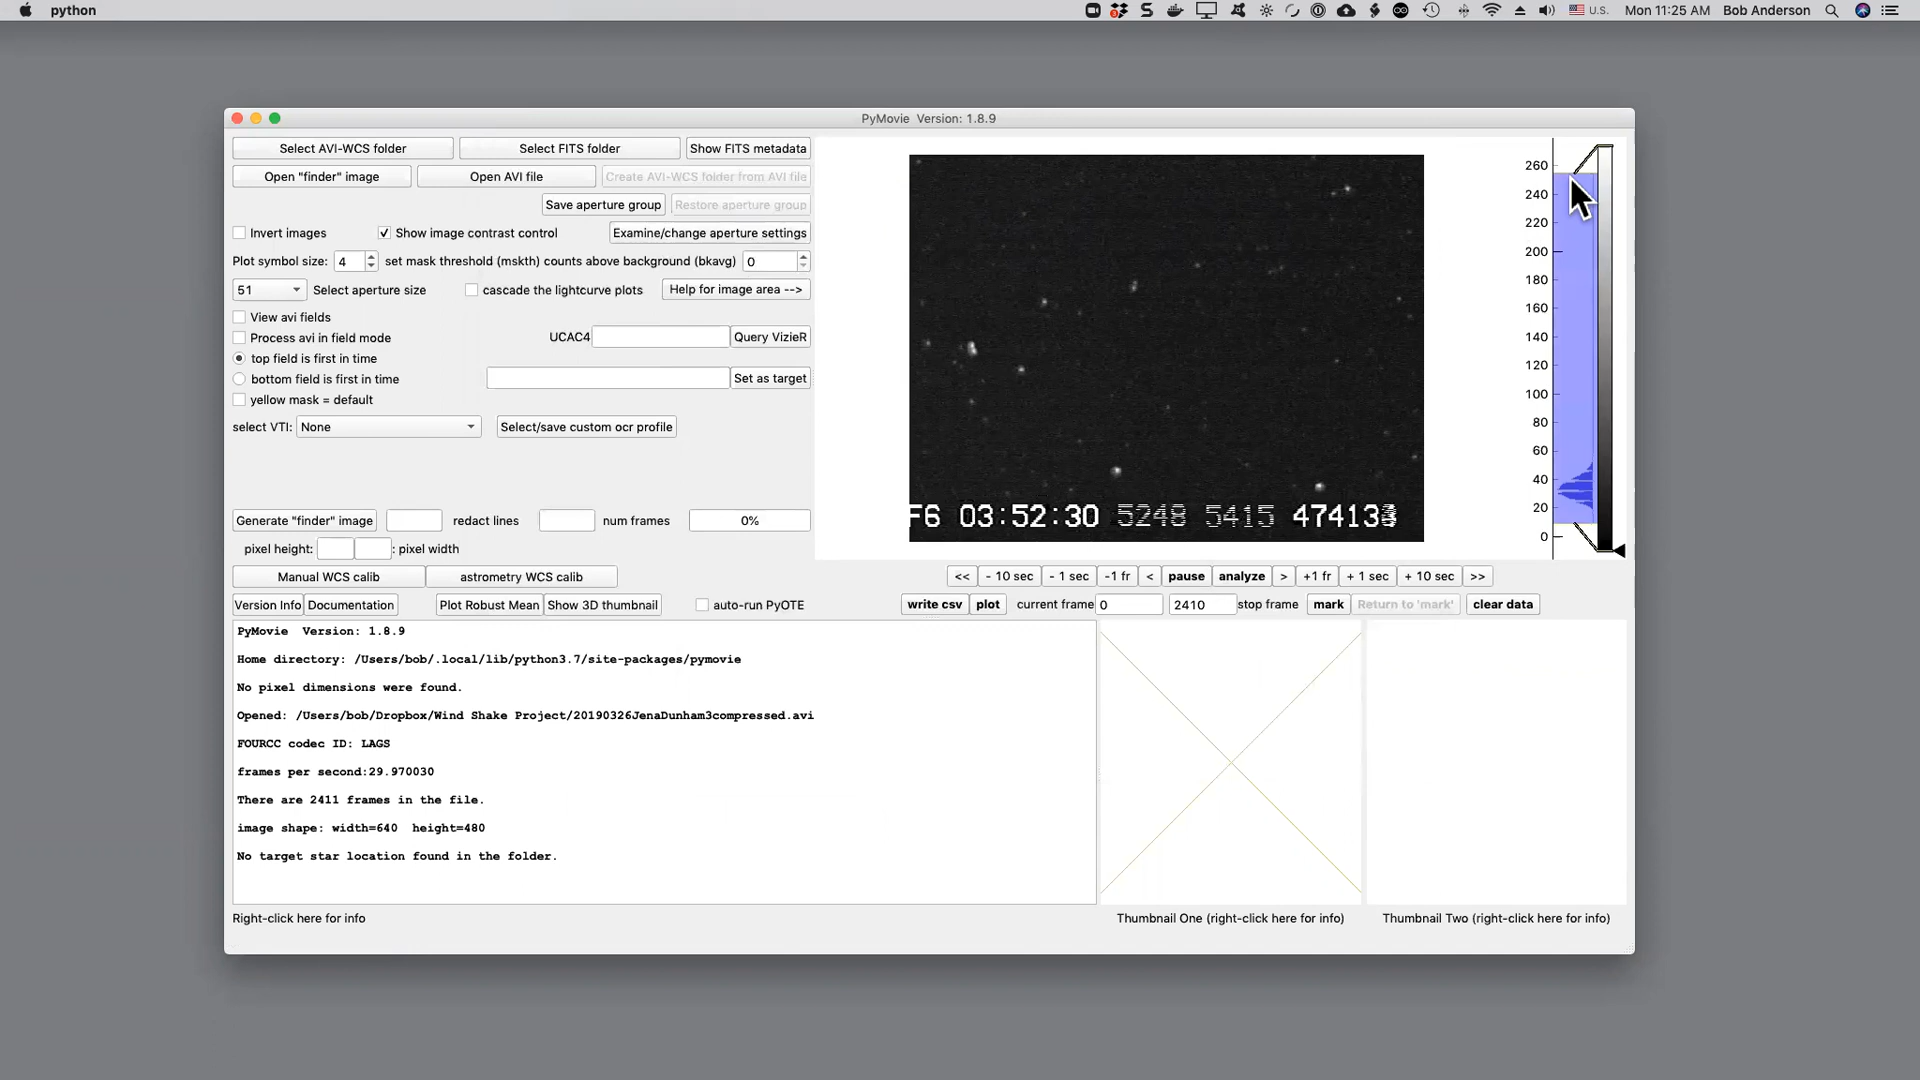 python
U.S.
Mon 11:25 AM
Bob Anderson
PyMovie Version: 1.8.9
Select AVI-WCS folder
Select FITS folder
Show FITS metadata
Open "finder" image
Open AVI file
Create AVI-WCS folder from AVI file
Save aperture group
Restore aperture group
Invert images
Show image contrast control
Examine/change aperture settings
Plot symbol size: 4
set mask threshold (mskth) counts above background (bkavg) 0
51
Select aperture size
cascade the lightcurve plots
Help for image area -->
View avi fields
Process avi in field mode
UCAC4
Query VizieR
top field is first in time
bottom field is first in time
Set as target
yellow mask = default
select VTI: None
Select/save custom ocr profile
Generate "finder" image
redact lines
num frames
0%
pixel height:
: pixel width
Manual WCS calib
astrometry WCS calib
Version Info
Documentation
Plot Robust Mean
Show 3D thumbnail
auto-run PyOTE
260
240
220
200
180
160
140
120
100
80
60
40
20
0
F6 03:52:30 5248 5415
<<
- 10 sec
- 1 sec
-1 fr
<
pause
analyze
>
+1 fr
+ 1 sec
+ 10 sec
>>
write csv
plot
current frame 0
2410 stop frame
mark
Return to 'mark'
clear data
PyMovie Version: 1.8.9
Home directory: /Users/bob/.local/lib/python3.7/site-packages/pymovie
No pixel dimensions were found.
Opened: /Users/bob/Dropbox/Wind Shake Project/20190326JenaDunham3compressed.avi
FOURCC codec ID: LAGS
frames per second:29.970030
There are 2411 frames in the file.
image shape: width=640 height=480
No target star location found in the folder.
Right-click here for info
Thumbnail One (right-click here for info)
Thumbnail Two (right-click here for info)